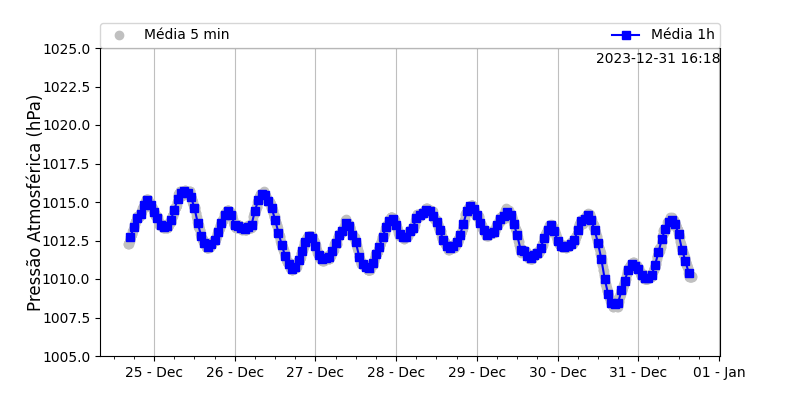 Média 5 min
Média 1h
2023-12-31 16:18
Pressão Atmosférica (hPa)
1025.0
1022.5
1020.0
1017.5
1015.0
1012.5
1010.0
1007.5
1005.0
25 - Dec
26 - Dec
27 - Dec
28 - Dec
29 - Dec
30 - Dec
31 - Dec
01 - Jan